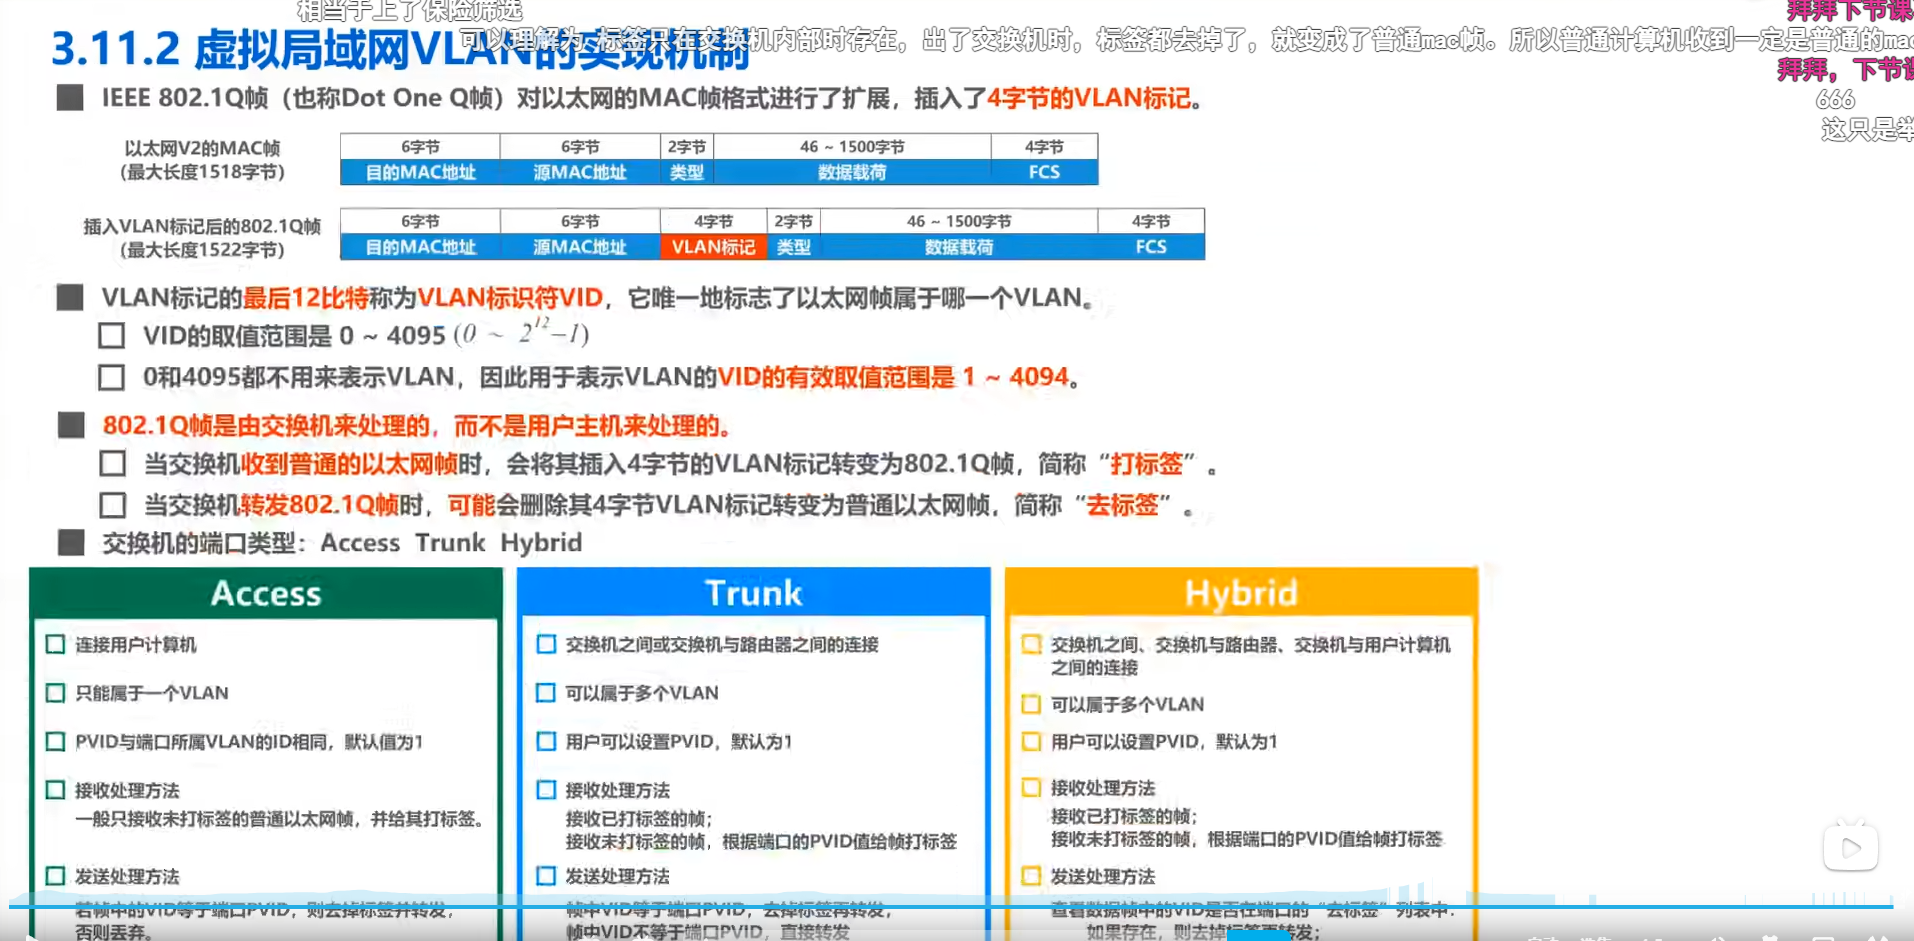 相当于上了保险筛选
拜拜下节课
3.11.2 虚拟局域网VLAN的实现机制
可以理解为 标签只在交换机内部时存在，出了交换机时，标签都去掉了，就变成了普通mac帧。所以普通计算机收到一定是普通的mac
拜拜，下节课
IEEE 802.1Q帧（也称Dot One Q帧）对以太网的MAC帧格式进行了扩展，插入了4字节的VLAN标记。
666
这只是举
以太网V2的MAC帧
(最大长度1518字节)
6字节 6字节 2字节 46 ~ 1500字节 4字节
目的MAC地址 源MAC地址 类型 数据载荷 FCS
插入VLAN标记后的802.1Q帧
(最大长度1522字节)
6字节 6字节 4字节 2字节 46 ~ 1500字节 4字节
目的MAC地址 源MAC地址 VLAN标记 类型 数据载荷 FCS
VLAN标记的最后12比特称为VLAN标识符VID，它唯一地标志了以太网帧属于哪一个VLAN。
VID的取值范围是 0 ~ 4095 (0 ~ 2^12−1)
0和4095都不用来表示VLAN，因此用于表示VLAN的VID的有效取值范围是 1 ~ 4094。
802.1Q帧是由交换机来处理的，而不是用户主机来处理的。
当交换机收到普通的以太网帧时，会将其插入4字节的VLAN标记转变为802.1Q帧，简称“打标签”。
当交换机转发802.1Q帧时，可能会删除其4字节VLAN标记转变为普通以太网帧，简称“去标签”。
交换机的端口类型：Access Trunk Hybrid
Access
连接用户计算机
只能属于一个VLAN
PVID与端口所属VLAN的ID相同，默认值为1
接收处理方法
一般只接收未打标签的普通以太网帧，并给其打标签。
发送处理方法
若帧中的VID等于端口PVID，则去掉标签并转发；
否则丢弃。
Trunk
交换机之间或交换机与路由器之间的连接
可以属于多个VLAN
用户可以设置PVID，默认为1
接收处理方法
接收已打标签的帧；
接收未打标签的帧，根据端口的PVID值给帧打标签
发送处理方法
帧中VID等于端口PVID，去掉标签再转发；
帧中VID不等于端口PVID，直接转发
Hybrid
交换机之间、交换机与路由器、交换机与用户计算机
之间的连接
可以属于多个VLAN
用户可以设置PVID，默认为1
接收处理方法
接收已打标签的帧；
接收未打标签的帧，根据端口的PVID值给帧打标签
发送处理方法
查看数据帧中的VID是否在端口的“去标签”列表中：
如果存在，则去掉标签再转发；